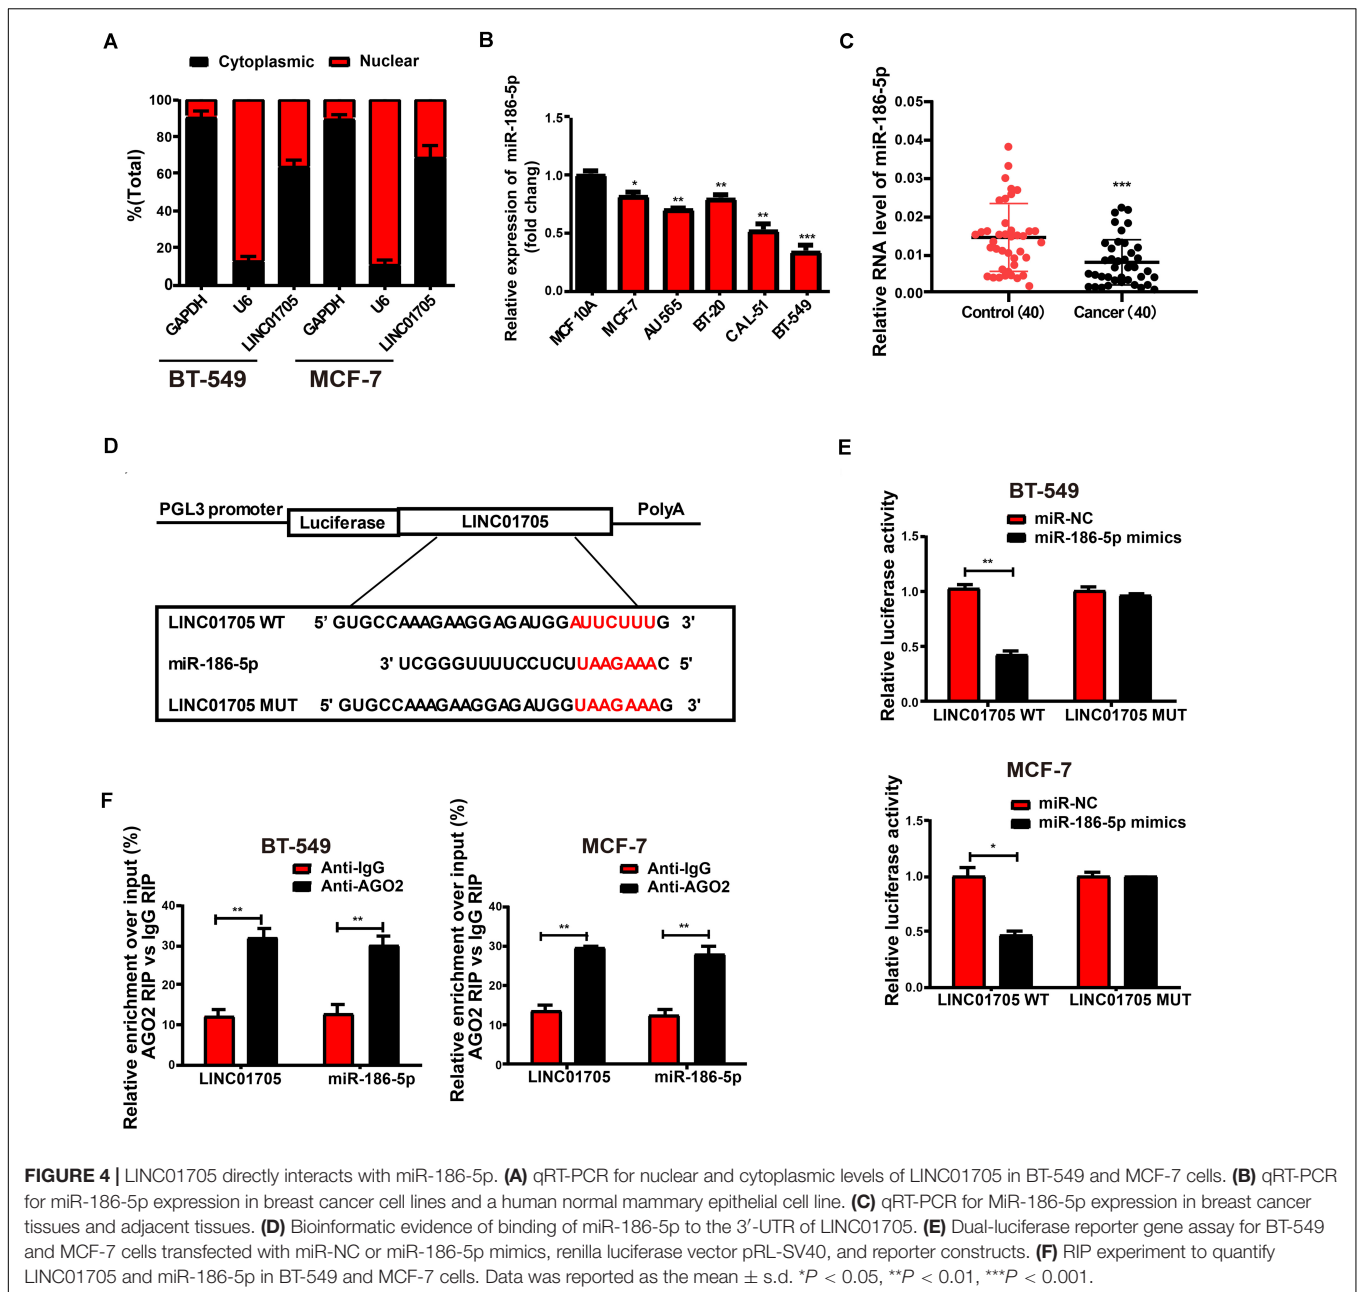 A
Cytoplasmic
Nuclear
%(Total)
100
80
60
40
20
0
GAPDH
U6
LINC01705
GAPDH
U6
LINC01705
BT-549
MCF-7
B
Relative expression of miR-186-5p
(fold chang)
1.5
1.0
0.5
0.0
*
**
**
**
***
MCF10A
MCF-7
AU565
BT-20
CAL-51
BT-549
C
Relative RNA level of miR-186-5p
0.05
0.04
0.03
0.02
0.01
0.00
***
Control (40)
Cancer (40)
D
PGL3 promoter
Luciferase
LINC01705
PolyA
LINC01705 WT 5' GUGCCAAAGAAGGAGAUGGAUUCUUUG 3'
miR-186-5p 3' UCGGGUUUUCCUCUUAAGAAAC 5'
LINC01705 MUT 5' GUGCCAAAGAAGGAGAUGGUAAGAAAG 3'
E
BT-549
miR-NC
miR-186-5p mimics
Relative luciferase activity
1.5
1.0
0.5
0.0
**
LINC01705 WT
LINC01705 MUT
MCF-7
miR-NC
miR-186-5p mimics
Relative luciferase activity
1.5
1.0
0.5
0.0
*
LINC01705 WT
LINC01705 MUT
F
BT-549
Anti-IgG
Anti-AGO2
Relative enrichment over input (%)
AGO2 RIP vs IgG RIP
40
30
20
10
0
**
**
LINC01705
miR-186-5p
MCF-7
Anti-IgG
Anti-AGO2
Relative enrichment over input (%)
AGO2 RIP vs IgG RIP
40
30
20
10
0
**
**
LINC01705
miR-186-5p
FIGURE 4 | LINC01705 directly interacts with miR-186-5p. (A) qRT-PCR for nuclear and cytoplasmic levels of LINC01705 in BT-549 and MCF-7 cells. (B) qRT-PCR
for miR-186-5p expression in breast cancer cell lines and a human normal mammary epithelial cell line. (C) qRT-PCR for MiR-186-5p expression in breast cancer
tissues and adjacent tissues. (D) Bioinformatic evidence of binding of miR-186-5p to the 3′-UTR of LINC01705. (E) Dual-luciferase reporter gene assay for BT-549
and MCF-7 cells transfected with miR-NC or miR-186-5p mimics, renilla luciferase vector pRL-SV40, and reporter constructs. (F) RIP experiment to quantify
LINC01705 and miR-186-5p in BT-549 and MCF-7 cells. Data was reported as the mean ± s.d. *P < 0.05, **P < 0.01, ***P < 0.001.